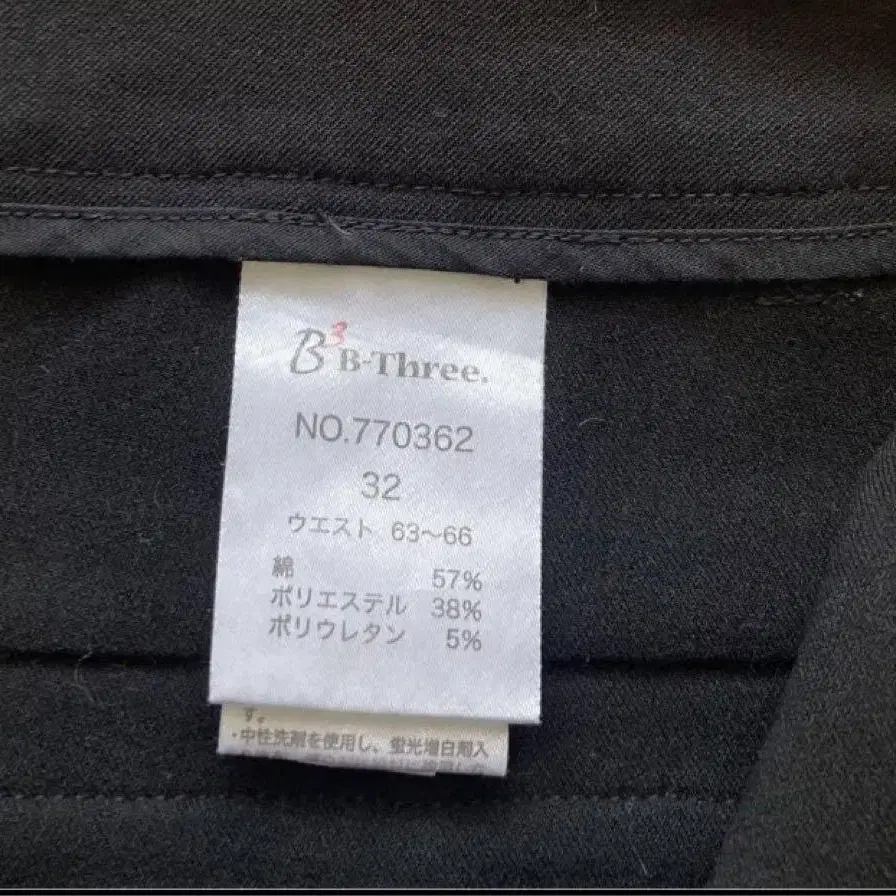 B3 B-Three.
NO.770362
32
ウエスト 63～66
綿 57%
ポリエステル 38%
ポリウレタン 5%
す。
・中性洗剤を使用し、蛍光増白剤入